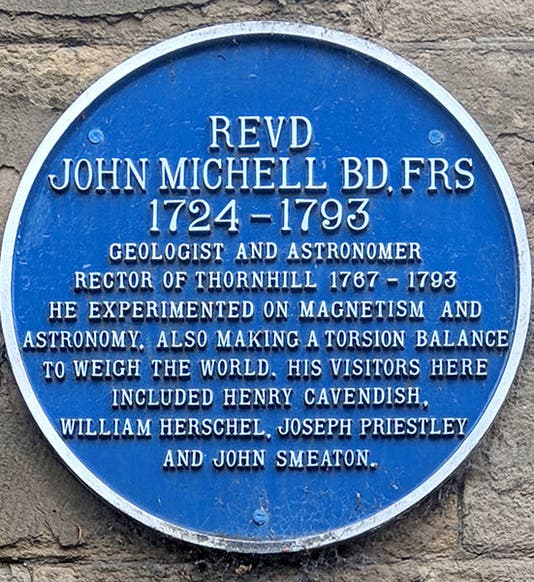 REVD
JOHN MICHELL BD, FRS
1724 – 1793
GEOLOGIST AND ASTRONOMER
RECTOR OF THORNHILL 1767 – 1793
HE EXPERIMENTED ON MAGNETISM AND
ASTRONOMY, ALSO MAKING A TORSION BALANCE
TO WEIGH THE WORLD. HIS VISITORS HERE
INCLUDED HENRY CAVENDISH,
WILLIAM HERSCHEL, JOSEPH PRIESTLEY
AND JOHN SMEATON.